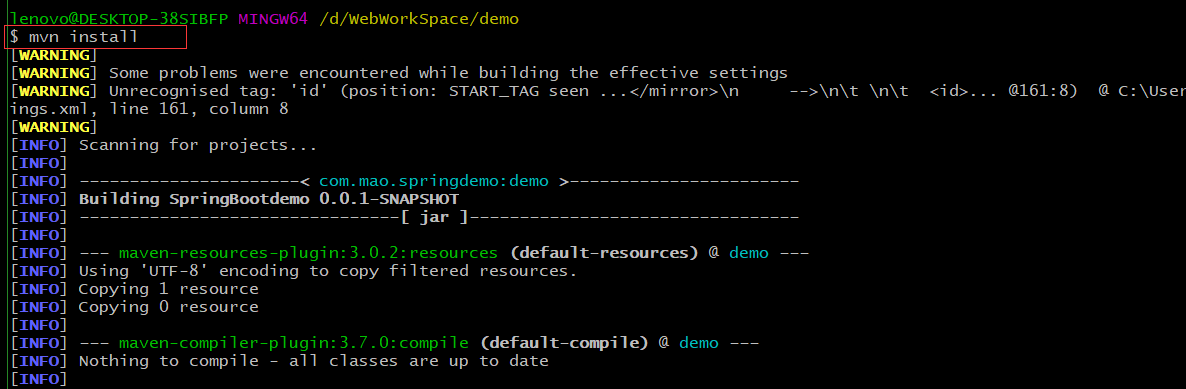 lenovo@DESKTOP-38SIBFP MINGW64 /d/WebWorkSpace/demo
$ mvn install
[WARNING]
[WARNING] Some problems were encountered while building the effective settings
[WARNING] Unrecognised tag: 'id' (position: START_TAG seen ...</mirror>\n     -->\n\t \n\t  <id>... @161:8)  @ C:\User
ings.xml, line 161, column 8
[WARNING]
[INFO] Scanning for projects...
[INFO]
[INFO] ----------------------< com.mao.springdemo:demo >-----------------------
[INFO] Building SpringBootdemo 0.0.1-SNAPSHOT
[INFO] --------------------------------[ jar ]---------------------------------
[INFO]
[INFO] --- maven-resources-plugin:3.0.2:resources (default-resources) @ demo ---
[INFO] Using 'UTF-8' encoding to copy filtered resources.
[INFO] Copying 1 resource
[INFO] Copying 0 resource
[INFO]
[INFO] --- maven-compiler-plugin:3.7.0:compile (default-compile) @ demo ---
[INFO] Nothing to compile - all classes are up to date
[INFO]